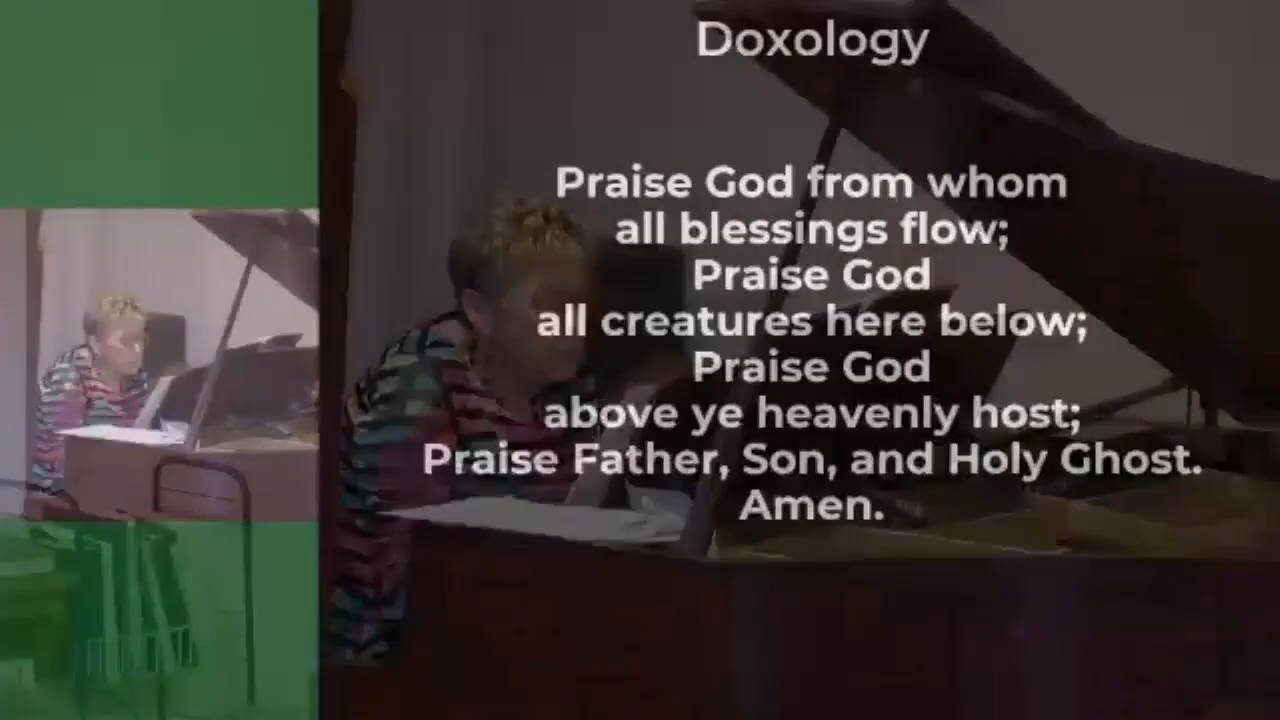 Doxology
Praise God from whom
all blessings flow;
Praise God
all creatures here below;
Praise God
above ye heavenly host;
Praise Father, Son, and Holy Ghost.
Amen.